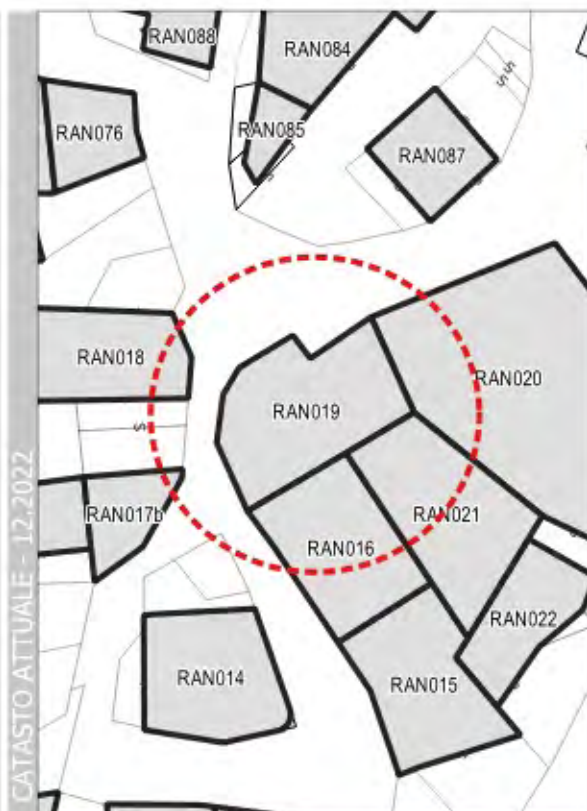 RAN088
RAN084
RAN076
RAN085
RAN087
S
S
S
RAN018
RAN020
RAN019
S
RAN017b
RAN021
RAN016
RAN022
RAN014
RAN015
CATASTO ATTUALE - 12.2022